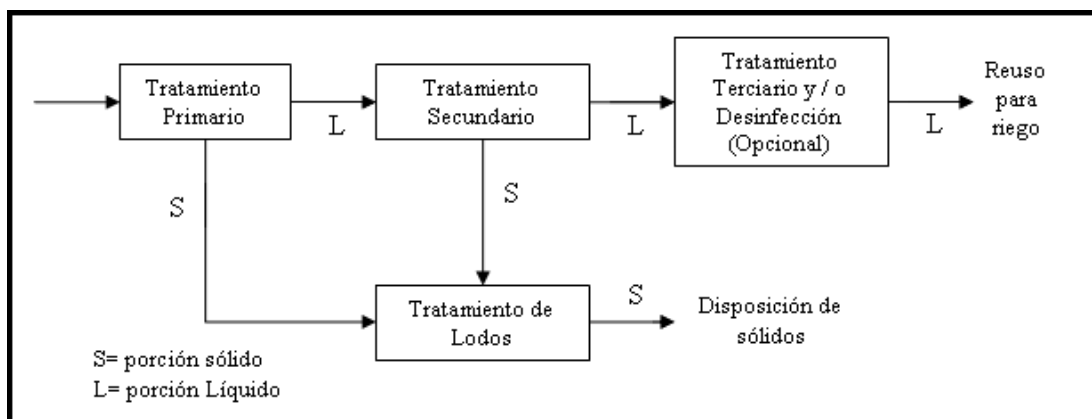 Tratamiento
Primario
L
Tratamiento
Secundario
L
Tratamiento
Terciario y / o
Desinfección
(Opcional)
L
Reuso
para
riego
S
S
Tratamiento de
Lodos
S
Disposición de
sólidos
S= porción sólido
L= porción Líquido